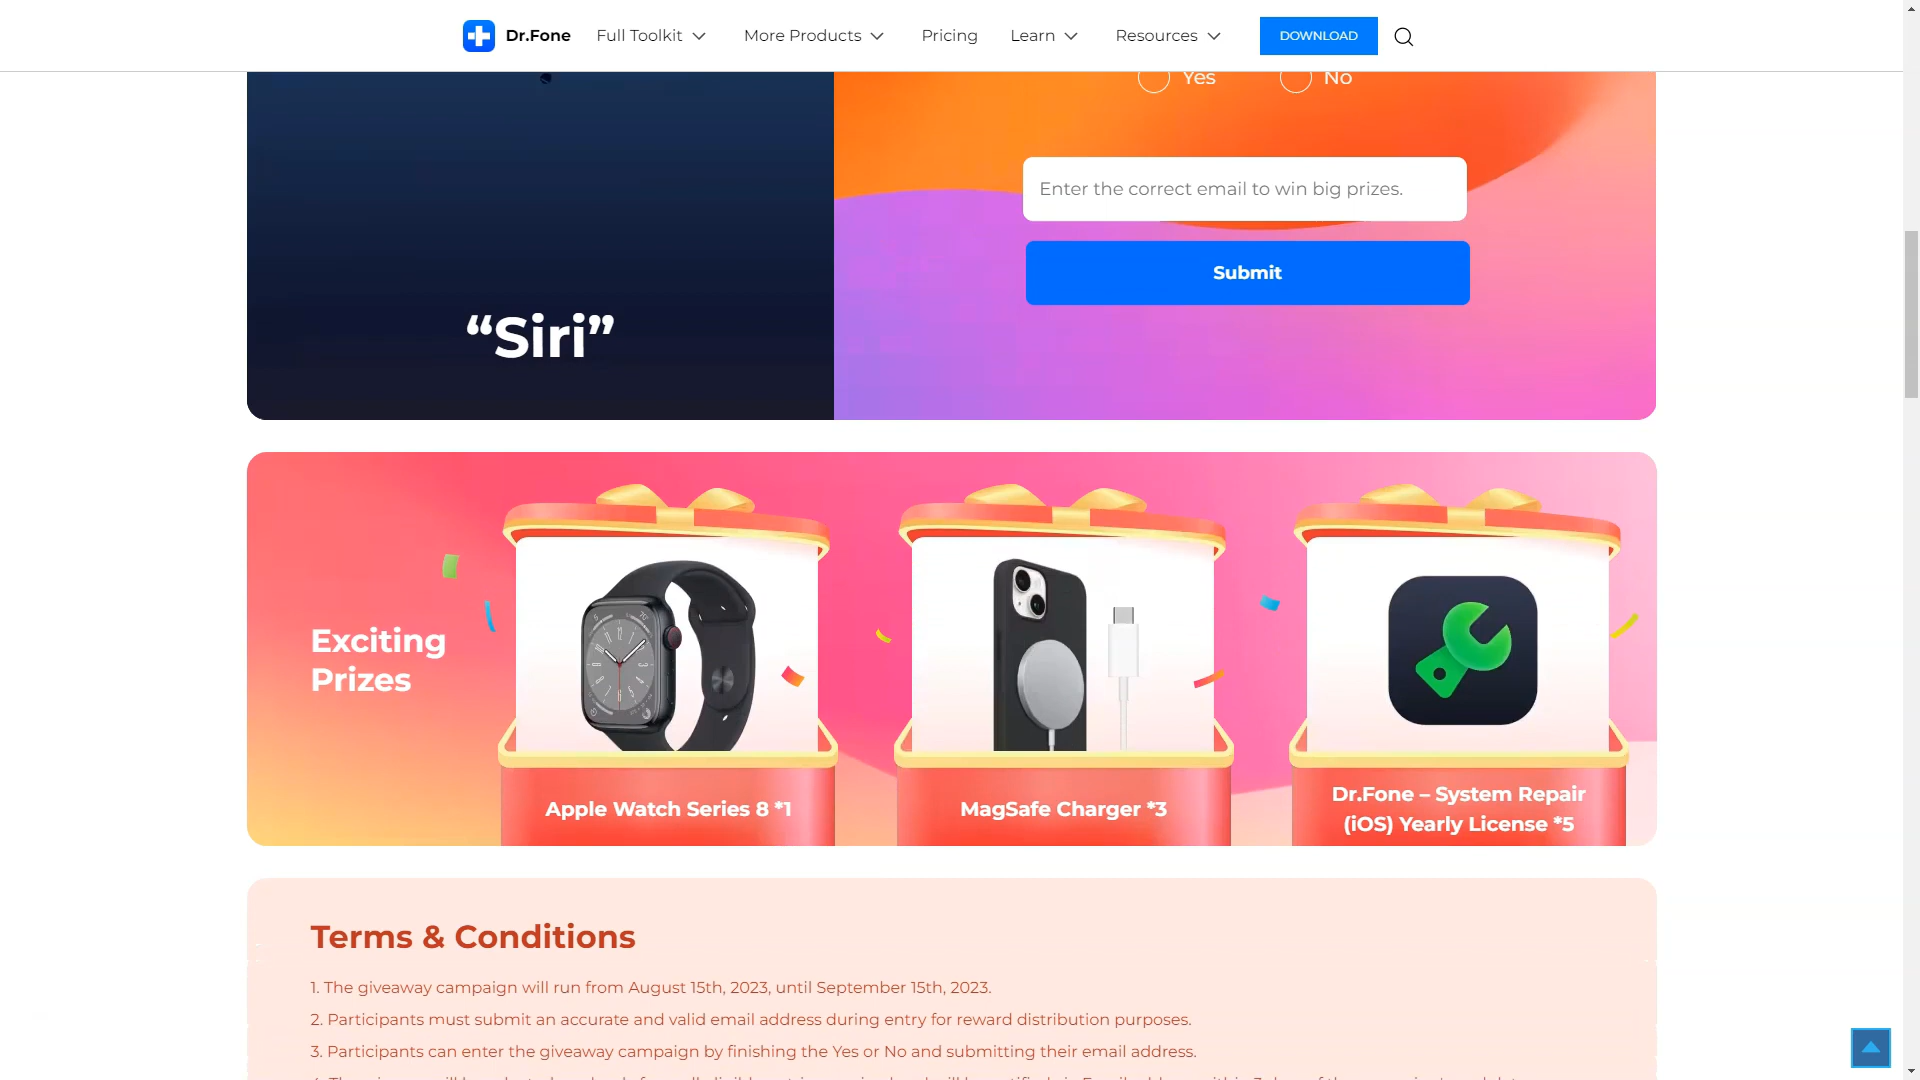 Dr.Fone
Full Toolkit
More Products
Pricing
Learn
Resources
DOWNLOAD
Yes
No
Enter the correct email to win big prizes.
Submit
“Siri”
Exciting
Prizes
Apple Watch Series 8 *1
MagSafe Charger *3
Dr.Fone – System Repair
(iOS) Yearly License *5
Terms & Conditions
1. The giveaway campaign will run from August 15th, 2023, until September 15th, 2023.
2. Participants must submit an accurate and valid email address during entry for reward distribution purposes.
3. Participants can enter the giveaway campaign by finishing the Yes or No and submitting their email address.